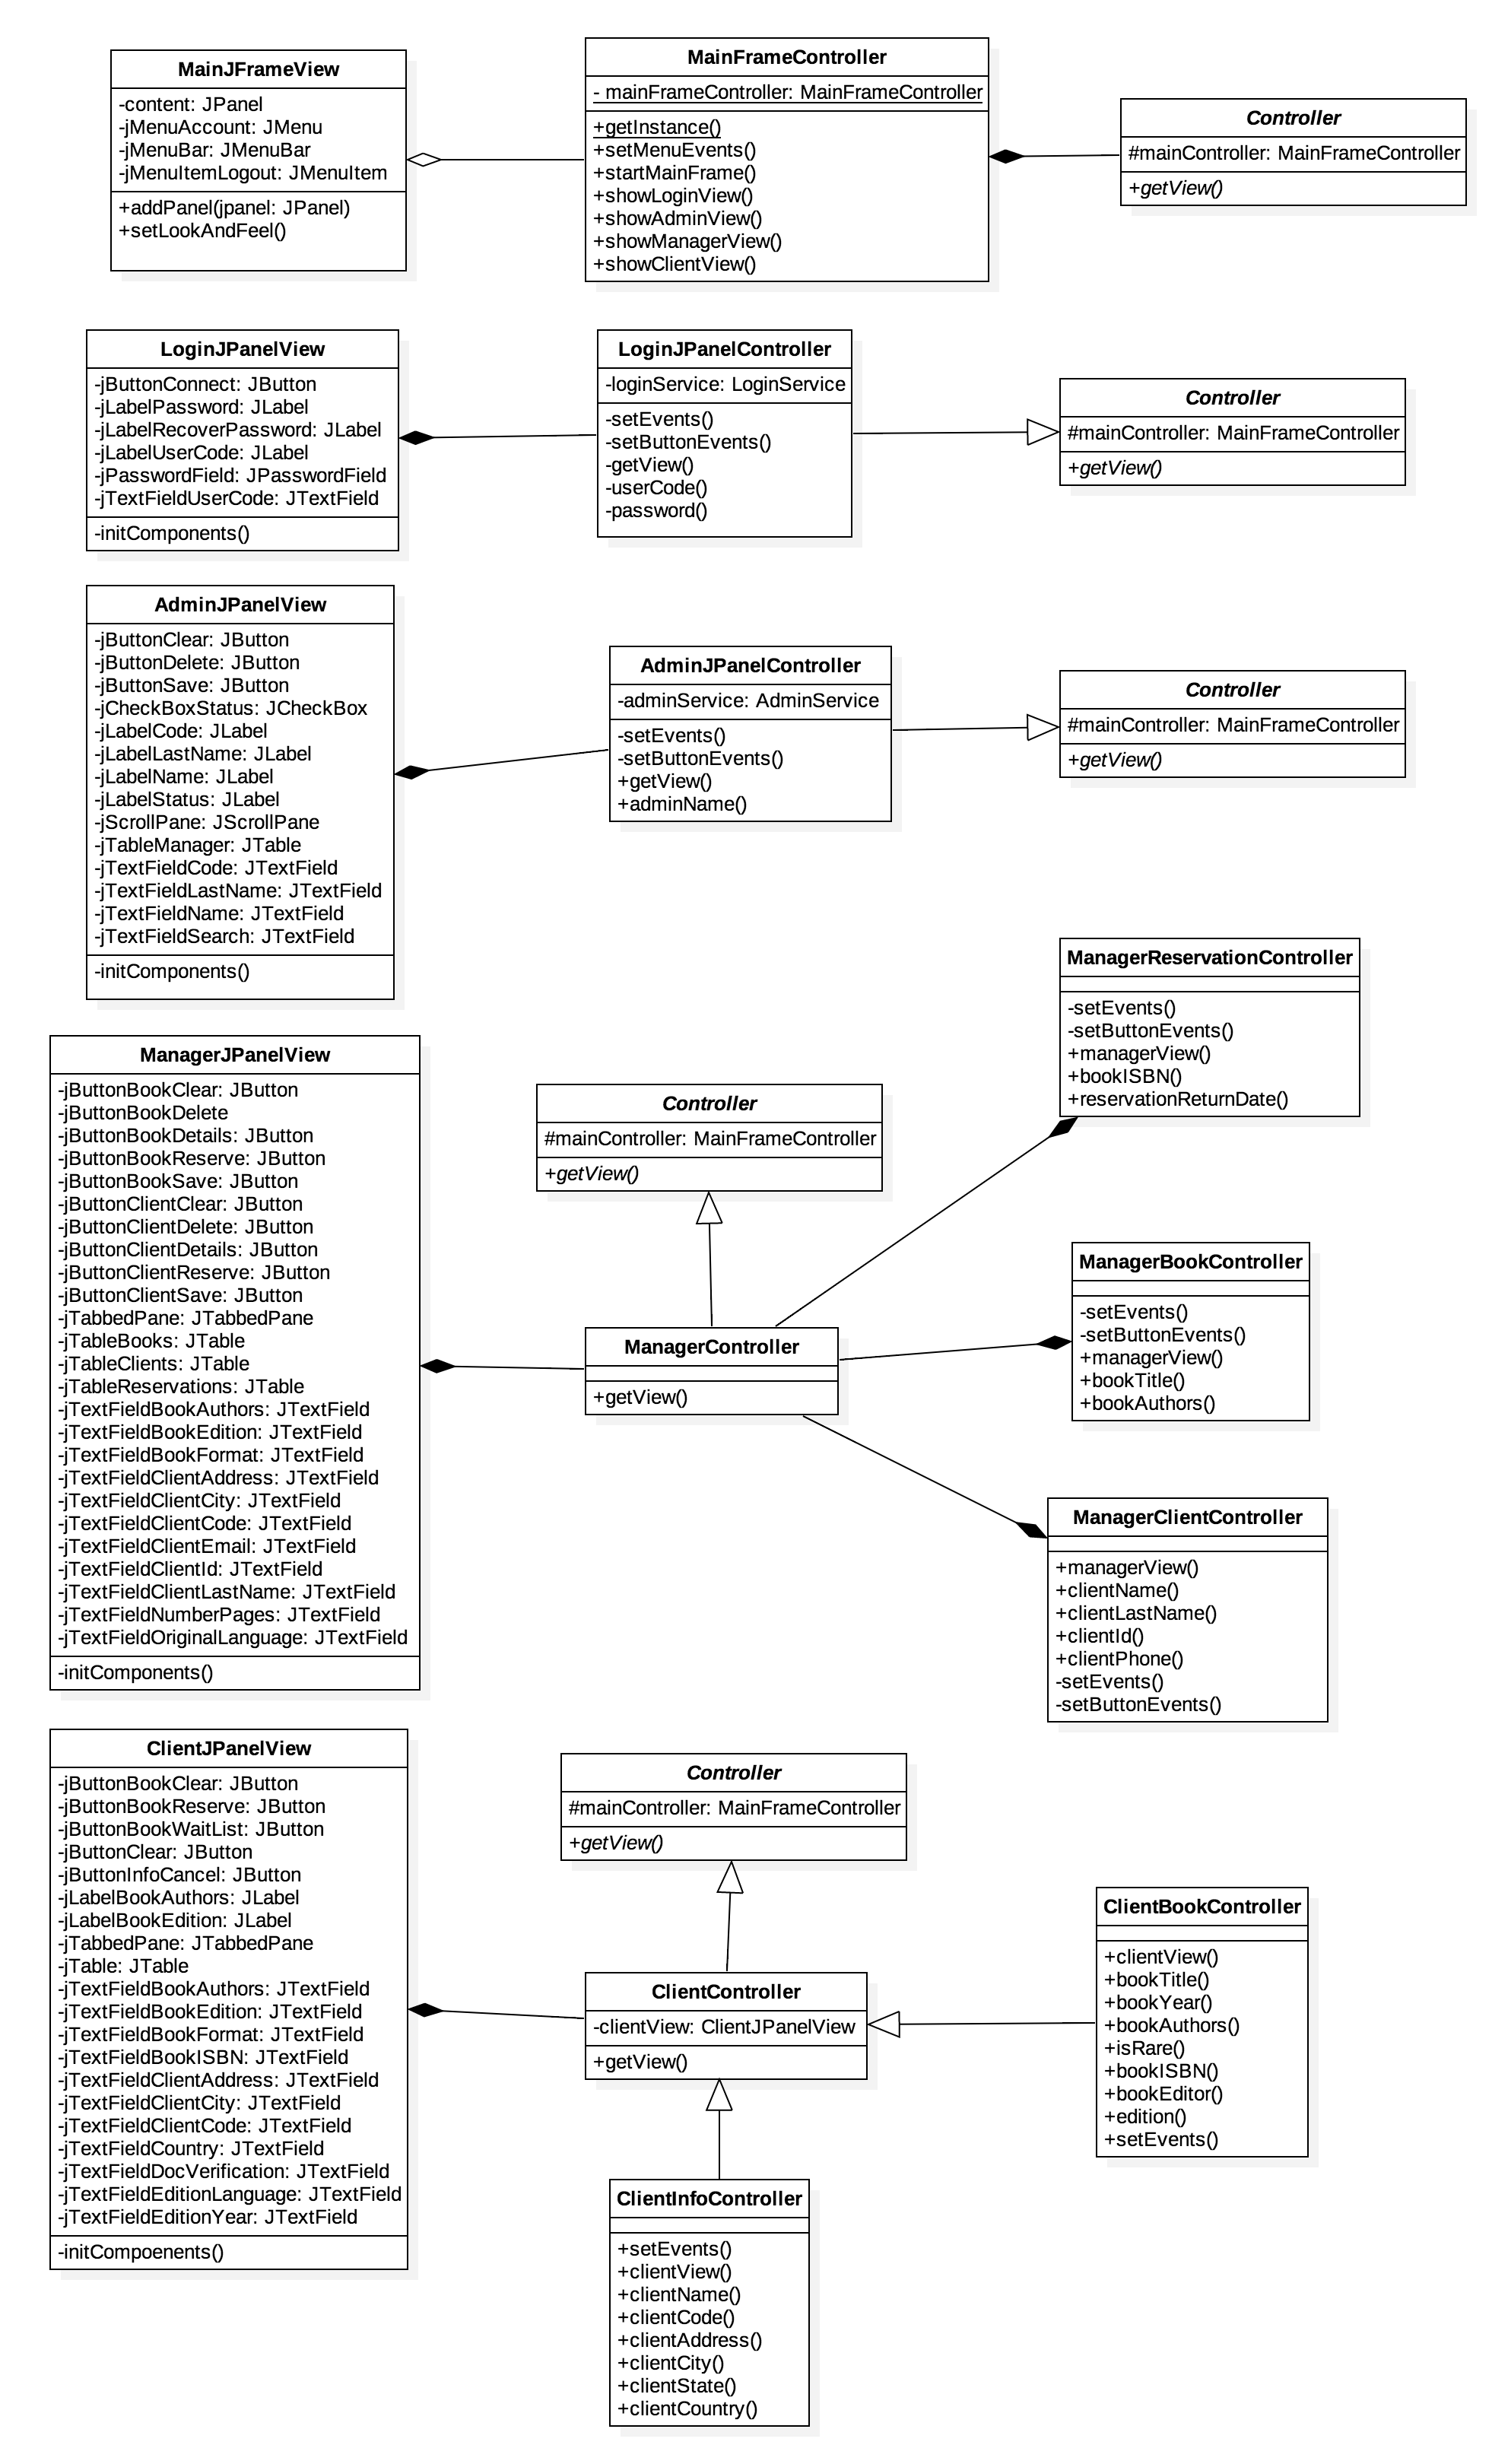 MainJFrameView
-content: JPanel
-jMenuAccount: JMenu
-jMenuBar: JMenuBar
-jMenuItemLogout: JMenuItem
+addPanel(jpanel: JPanel)
+setLookAndFeel()
MainFrameController
- mainFrameController: MainFrameController
+getInstance()
+setMenuEvents()
+startMainFrame()
+showLoginView()
+showAdminView()
+showManagerView()
+showClientView()
Controller
#mainController: MainFrameController
+getView()
LoginJPanelView
-jButtonConnect: JButton
-jLabelPassword: JLabel
-jLabelRecoverPassword: JLabel
-jLabelUserCode: JLabel
-jPasswordField: JPasswordField
-jTextFieldUserCode: JTextField
-initComponents()
LoginJPanelController
-loginService: LoginService
-setEvents()
-setButtonEvents()
-getView()
-userCode()
-password()
Controller
#mainController: MainFrameController
+getView()
AdminJPanelView
-jButtonClear: JButton
-jButtonDelete: JButton
-jButtonSave: JButton
-jCheckBoxStatus: JCheckBox
-jLabelCode: JLabel
-jLabelLastName: JLabel
-jLabelName: JLabel
-jLabelStatus: JLabel
-jScrollPane: JScrollPane
-jTableManager: JTable
-jTextFieldCode: JTextField
-jTextFieldLastName: JTextField
-jTextFieldName: JTextField
-jTextFieldSearch: JTextField
-initComponents()
AdminJPanelController
-adminService: AdminService
-setEvents()
-setButtonEvents()
+getView()
+adminName()
Controller
#mainController: MainFrameController
+getView()
ManagerJPanelView
-jButtonBookClear: JButton
-jButtonBookDelete
-jButtonBookDetails: JButton
-jButtonBookReserve: JButton
-jButtonBookSave: JButton
-jButtonClientClear: JButton
-jButtonClientDelete: JButton
-jButtonClientDetails: JButton
-jButtonClientReserve: JButton
-jButtonClientSave: JButton
-jTabbedPane: JTabbedPane
-jTableBooks: JTable
-jTableClients: JTable
-jTableReservations: JTable
-jTextFieldBookAuthors: JTextField
-jTextFieldBookEdition: JTextField
-jTextFieldBookFormat: JTextField
-jTextFieldClientAddress: JTextField
-jTextFieldClientCity: JTextField
-jTextFieldClientCode: JTextField
-jTextFieldClientEmail: JTextField
-jTextFieldClientId: JTextField
-jTextFieldClientLastName: JTextField
-jTextFieldNumberPages: JTextField
-jTextFieldOriginalLanguage: JTextField
-initComponents()
Controller
#mainController: MainFrameController
+getView()
ManagerController
+getView()
ManagerReservationController
-setEvents()
-setButtonEvents()
+managerView()
+bookISBN()
+reservationReturnDate()
ManagerBookController
-setEvents()
-setButtonEvents()
+managerView()
+bookTitle()
+bookAuthors()
ManagerClientController
+managerView()
+clientName()
+clientLastName()
+clientId()
+clientPhone()
-setEvents()
-setButtonEvents()
ClientJPanelView
-jButtonBookClear: JButton
-jButtonBookReserve: JButton
-jButtonBookWaitList: JButton
-jButtonClear: JButton
-jButtonInfoCancel: JButton
-jLabelBookAuthors: JLabel
-jLabelBookEdition: JLabel
-jTabbedPane: JTabbedPane
-jTable: JTable
-jTextFieldBookAuthors: JTextField
-jTextFieldBookEdition: JTextField
-jTextFieldBookFormat: JTextField
-jTextFieldBookISBN: JTextField
-jTextFieldClientAddress: JTextField
-jTextFieldClientCity: JTextField
-jTextFieldClientCode: JTextField
-jTextFieldCountry: JTextField
-jTextFieldDocVerification: JTextField
-jTextFieldEditionLanguage: JTextField
-jTextFieldEditionYear: JTextField
-initCompoenents()
Controller
#mainController: MainFrameController
+getView()
ClientController
-clientView: ClientJPanelView
+getView()
ClientBookController
+clientView()
+bookTitle()
+bookYear()
+bookAuthors()
+isRare()
+bookISBN()
+bookEditor()
+edition()
+setEvents()
ClientInfoController
+setEvents()
+clientView()
+clientName()
+clientCode()
+clientAddress()
+clientCity()
+clientState()
+clientCountry()